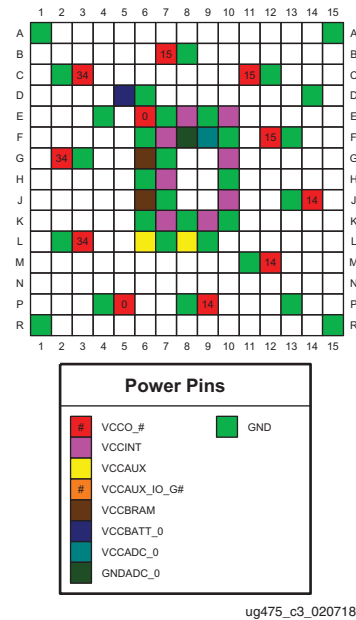 1 2 3 4 5 6 7 8 9 10 11 12 13 14 15
A A
B 15 B
C 34 15 C
D D
E 0 E
F 15 F
G 34 G
H H
J 14 J
K K
L 34 L
M 14 M
N N
P 0 14 P
R R
1 2 3 4 5 6 7 8 9 10 11 12 13 14 15
Power Pins
# VCCO_# GND
VCCINT
VCCAUX
# VCCAUX_IO_G#
VCCBRAM
VCCBATT_0
VCCADC_0
GNDADC_0
ug475_c3_020718